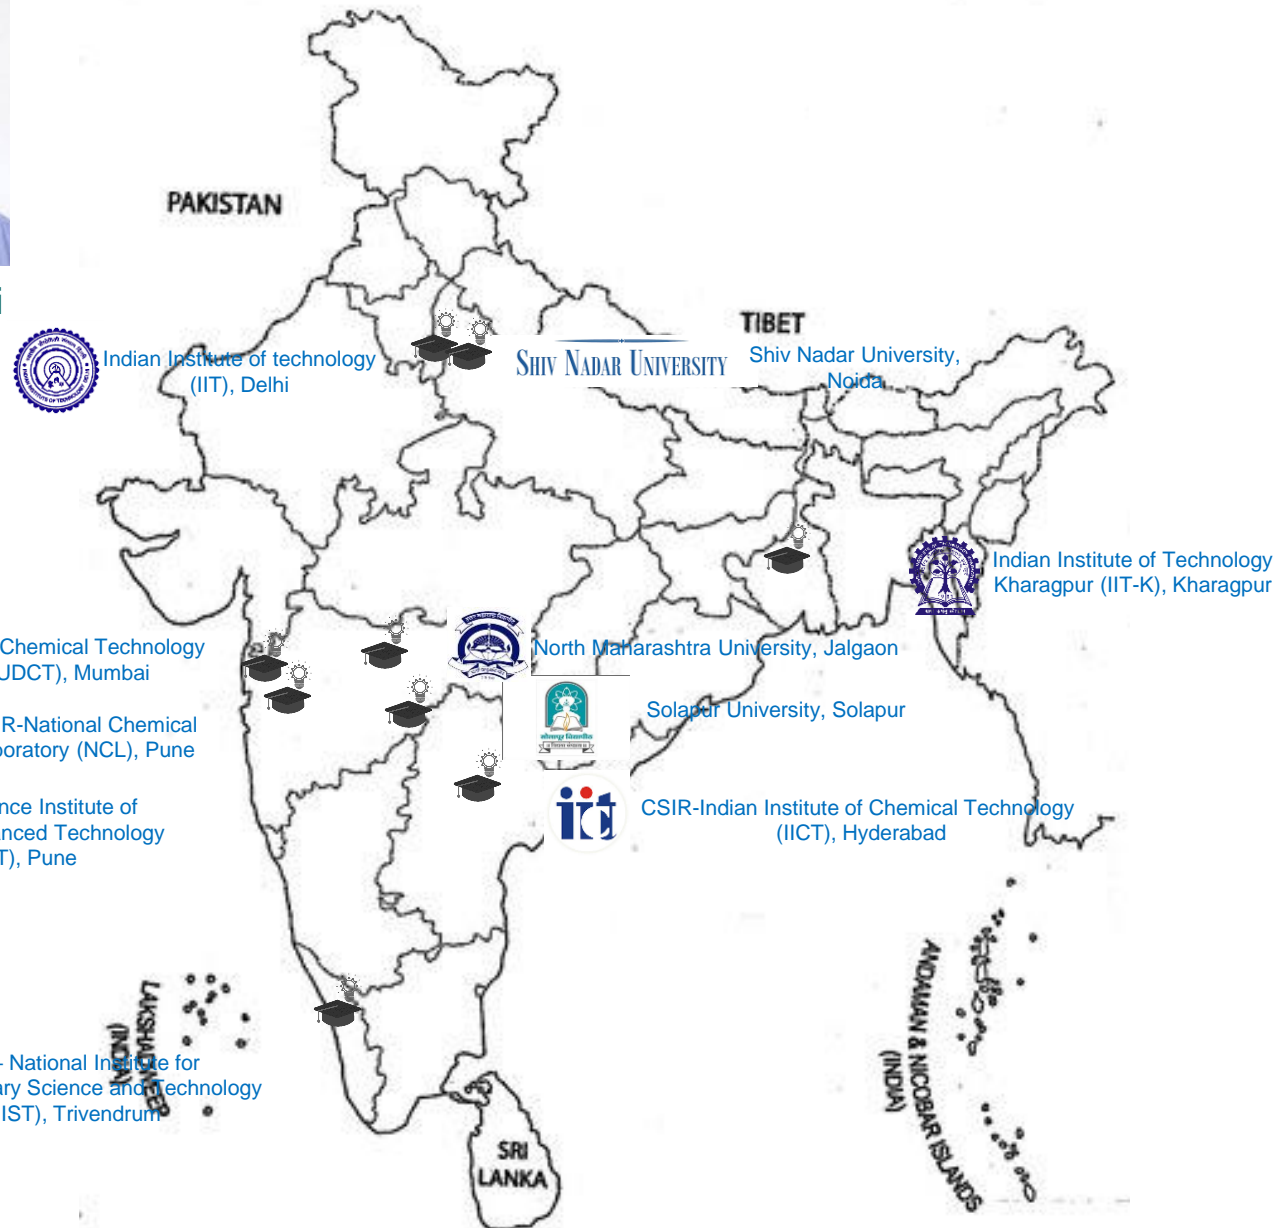 PAKISTAN
i
TIBET
Indian Institute of technology
(IIT), Delhi
SHIV NADAR UNIVERSITY
Shiv Nadar University,
Noida
Indian Institute of Technology
Kharagpur (IIT-K), Kharagpur
Chemical Technology
UDCT), Mumbai
North Maharashtra University, Jalgaon
R-National Chemical
boratory (NCL), Pune
Solapur University, Solapur
nce Institute of
anced Technology
T), Pune
iict
CSIR-Indian Institute of Chemical Technology
(IICT), Hyderabad
LAKSHADWEEP
(INDIA)
ANDAMAN & NICOBAR ISLANDS
(INDIA)
- National Institute for
ary Science and Technology
IST), Trivendrum
SRI
LANKA